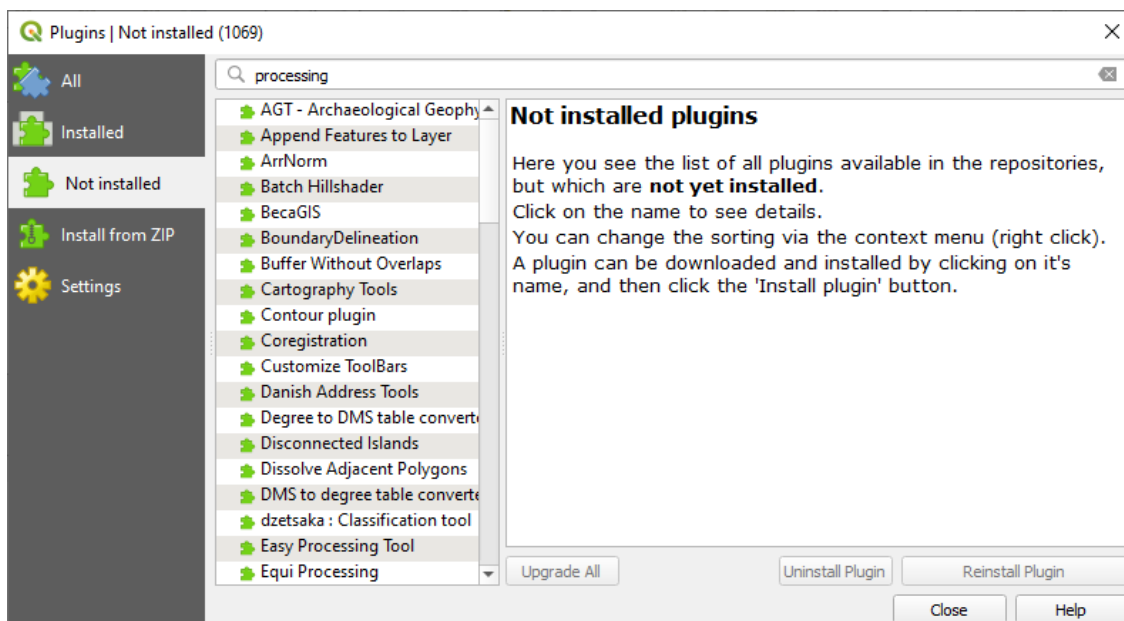 Plugins | Not installed (1069)
All
Installed
Not installed
Install from ZIP
Settings
processing
AGT - Archaeological Geophy
Append Features to Layer
ArrNorm
Batch Hillshader
BecaGIS
BoundaryDelineation
Buffer Without Overlaps
Cartography Tools
Contour plugin
Coregistration
Customize ToolBars
Danish Address Tools
Degree to DMS table converte
Disconnected Islands
Dissolve Adjacent Polygons
DMS to degree table converte
dzetsaka : Classification tool
Easy Processing Tool
Equi Processing
Not installed plugins
Here you see the list of all plugins available in the repositories,
but which are not yet installed.
Click on the name to see details.
You can change the sorting via the context menu (right click).
A plugin can be downloaded and installed by clicking on it's
name, and then click the 'Install plugin' button.
Upgrade All
Uninstall Plugin
Reinstall Plugin
Close
Help